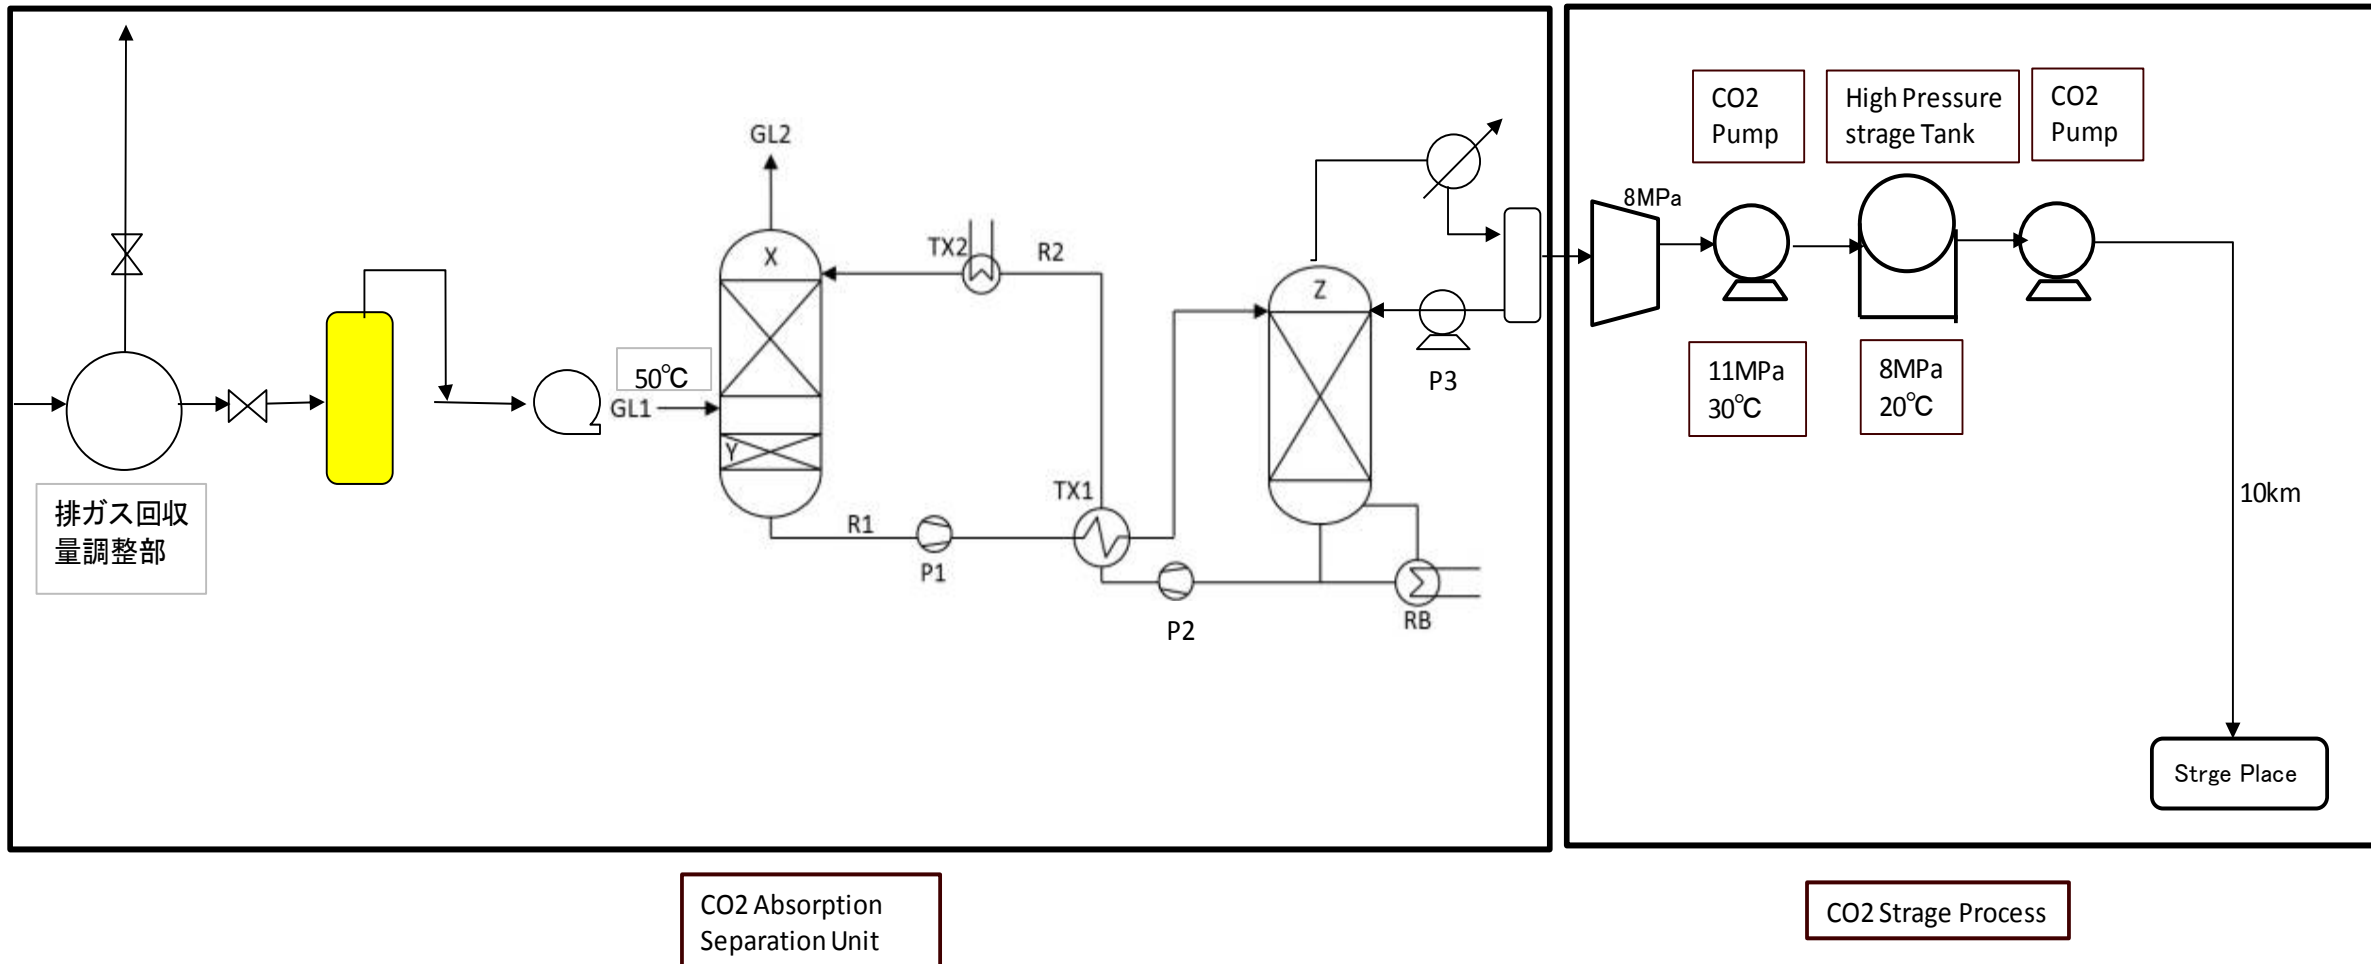 GL2
X
TX2
R2
50℃
GL1
Y
R1
P1
TX1
P2
Z
P3
RB
排ガス回収
量調整部
CO2 Absorption
Separation Unit
CO2
Pump
High Pressure
strage Tank
CO2
Pump
8MPa
11MPa
30℃
8MPa
20℃
10km
Strge Place
CO2 Strage Process